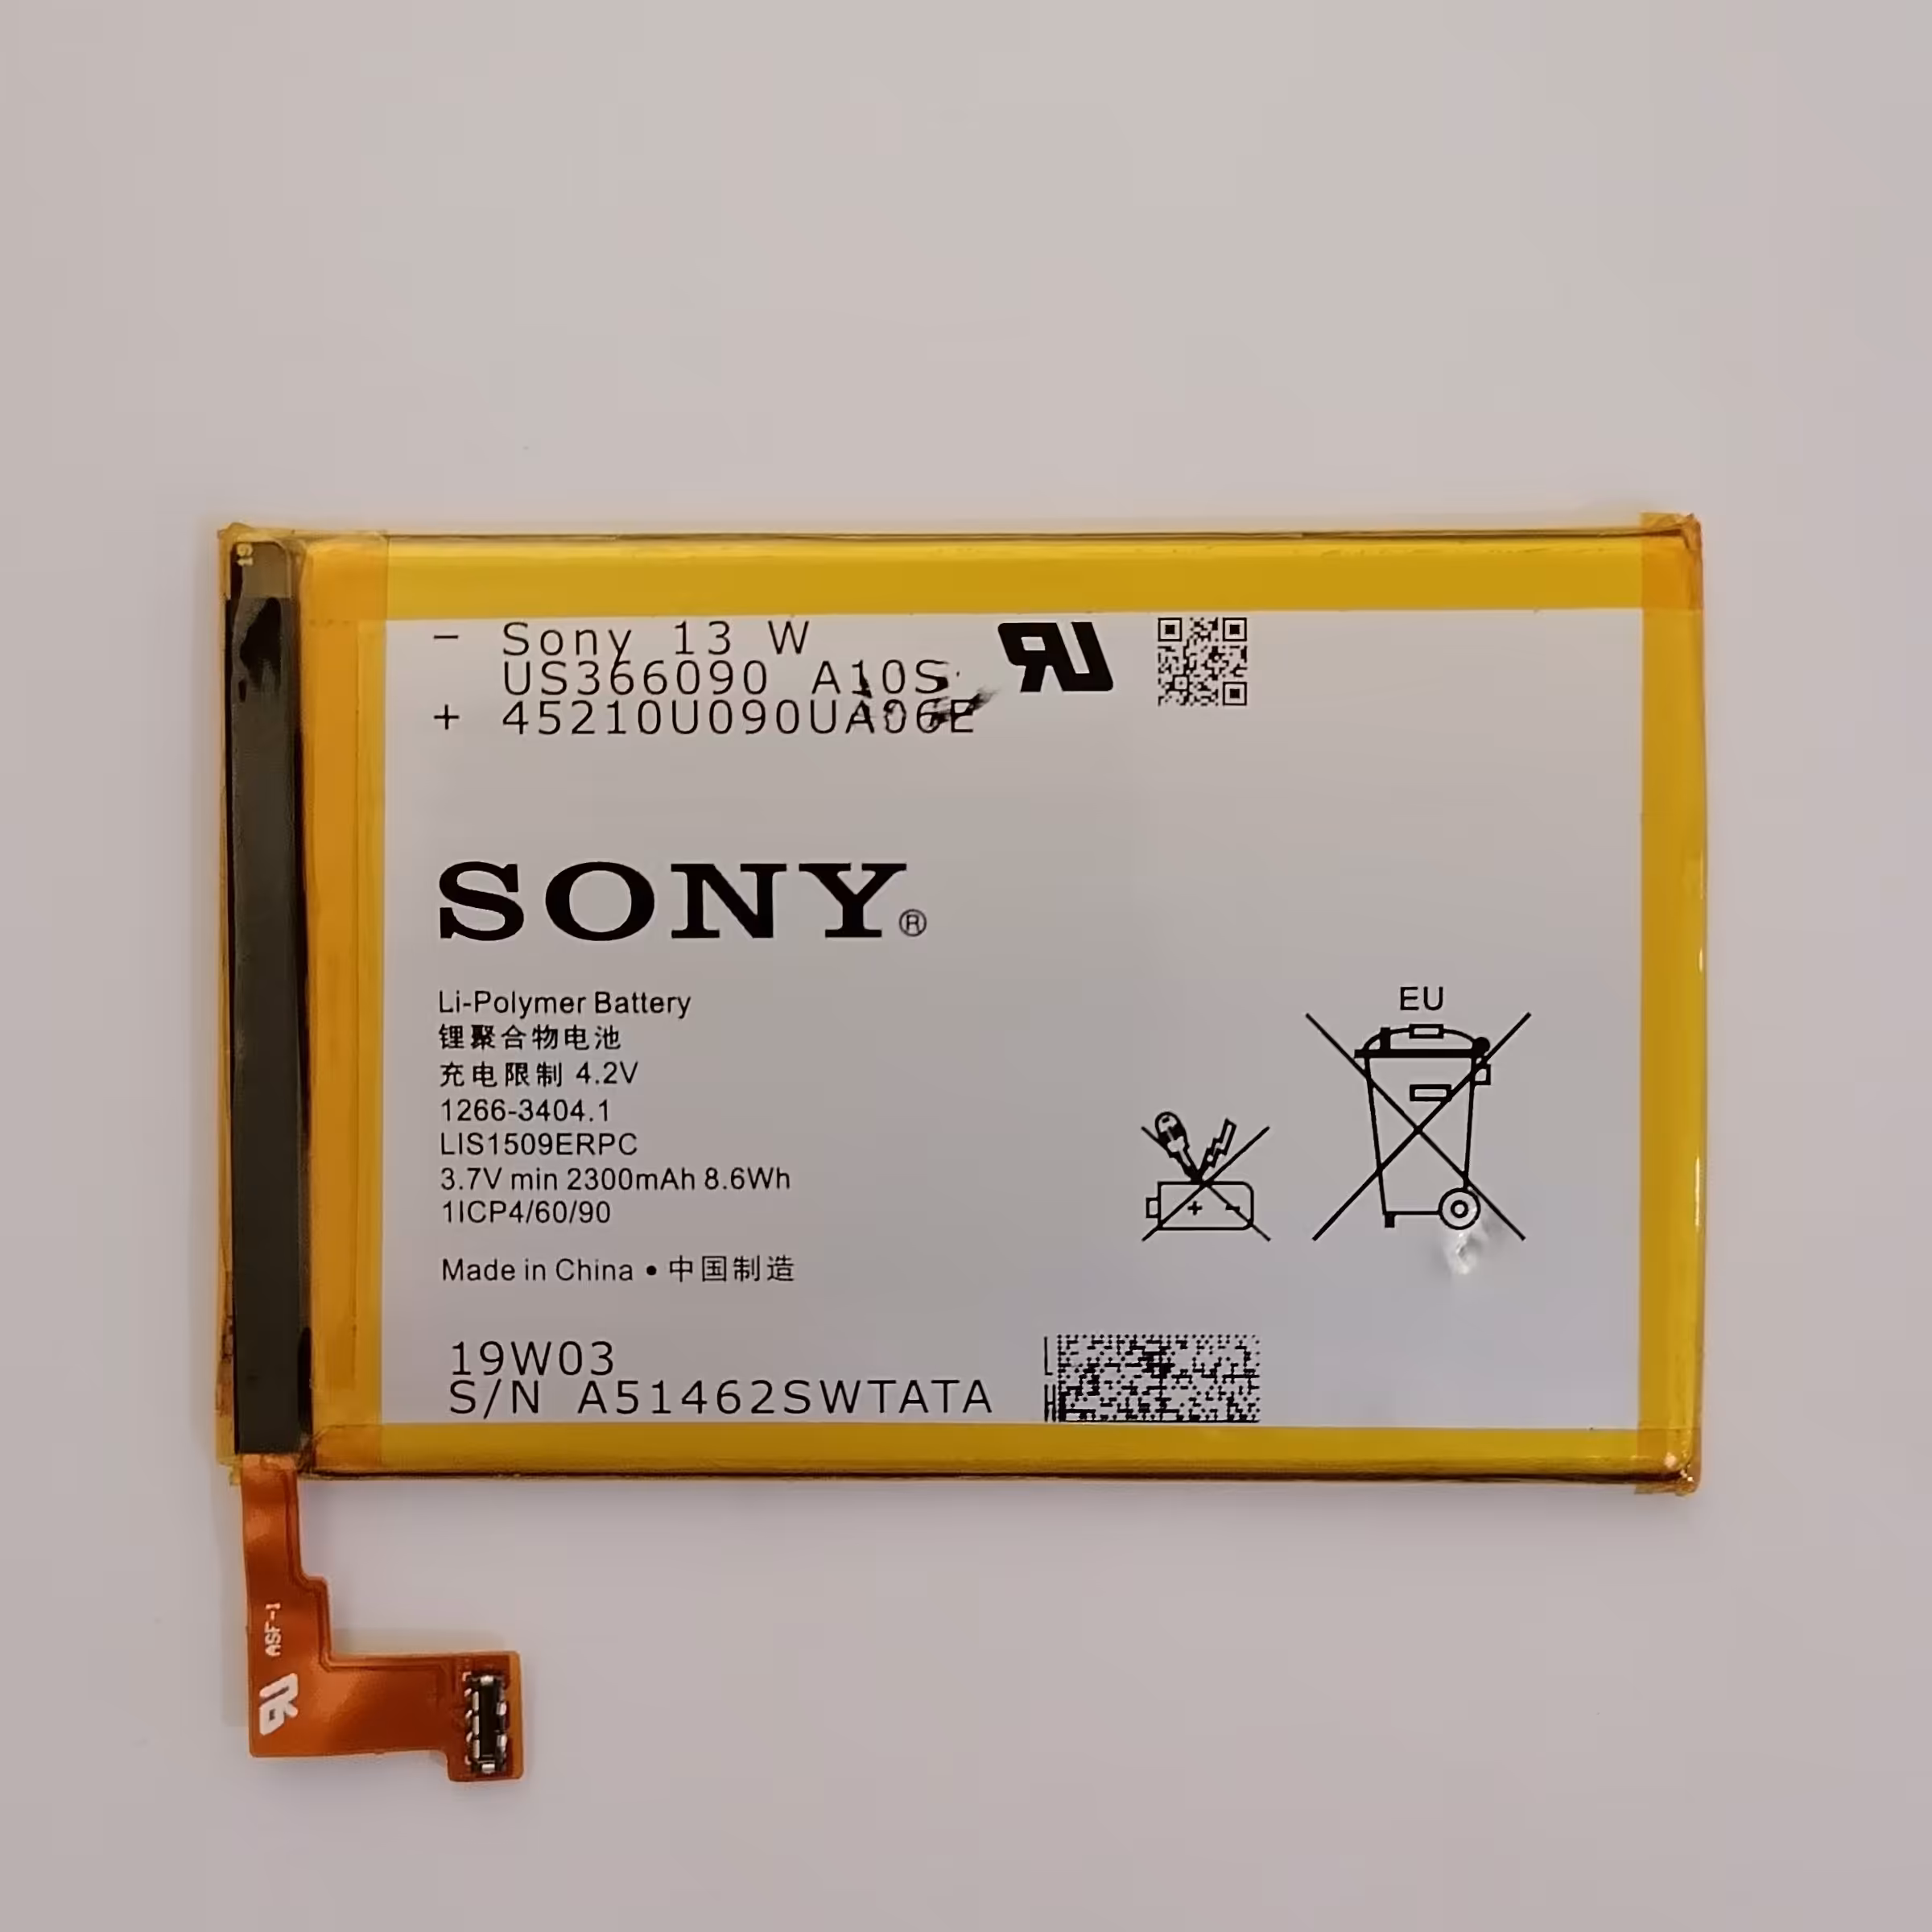 − Sony 13 W
US366090 A10S
+ 45210U090UA06E
SONY®
Li-Polymer Battery
锂聚合物电池
充电限制 4.2V
1266-3404.1
LIS1509ERPC
3.7V min 2300mAh 8.6Wh
1ICP4/60/90
Made in China • 中国制造
EU
+ −
19W03
S/N A51462SWTATA
ASF-1